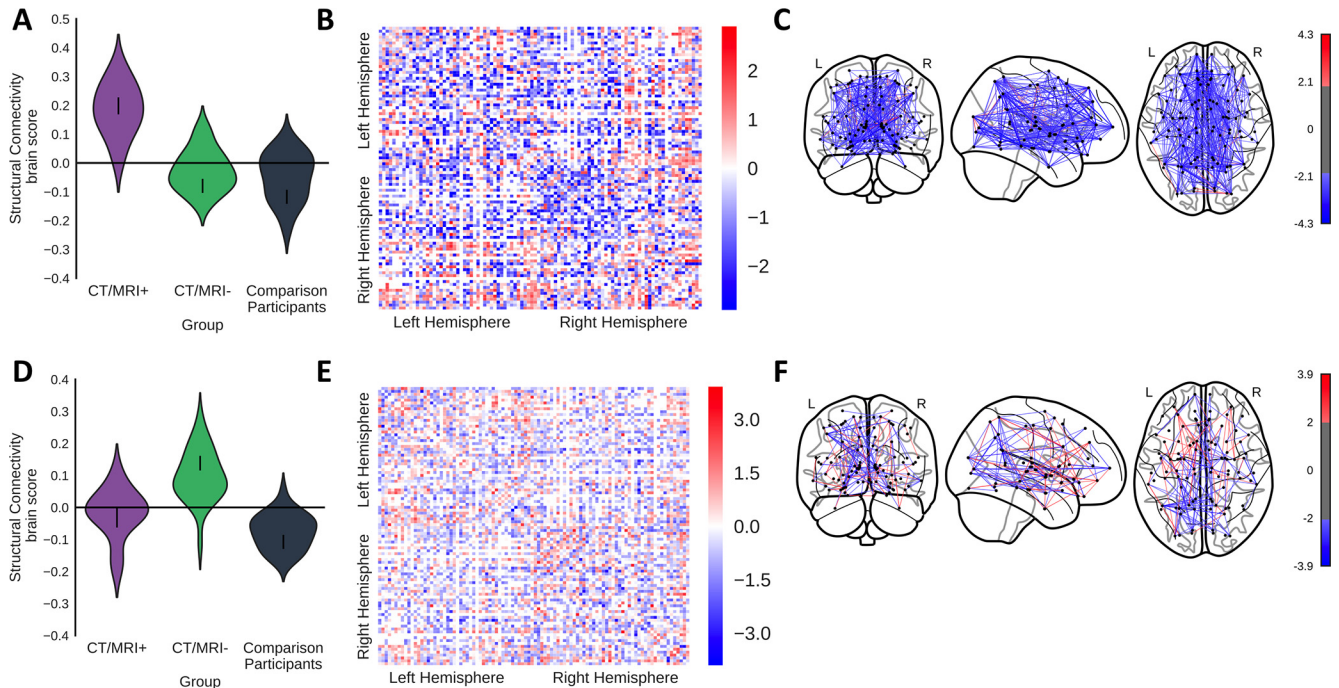 A
Structural Connectivity
brain score
0.5
0.4
0.3
0.2
0.1
0.0
−0.1
−0.2
−0.3
−0.4
CT/MRI+
CT/MRI-
Comparison
Participants
Group
B
Left Hemisphere
Right Hemisphere
Left Hemisphere
Right Hemisphere
2
1
0
−1
−2
C
L
R
L
R
4.3
2.1
0
-2.1
-4.3
D
Structural Connectivity
brain score
0.4
0.3
0.2
0.1
0.0
−0.1
−0.2
−0.3
−0.4
CT/MRI+
CT/MRI-
Comparison
Participants
Group
E
Left Hemisphere
Right Hemisphere
Left Hemisphere
Right Hemisphere
3.0
1.5
0.0
−1.5
−3.0
F
L
R
L
R
3.9
2
0
-2
-3.9